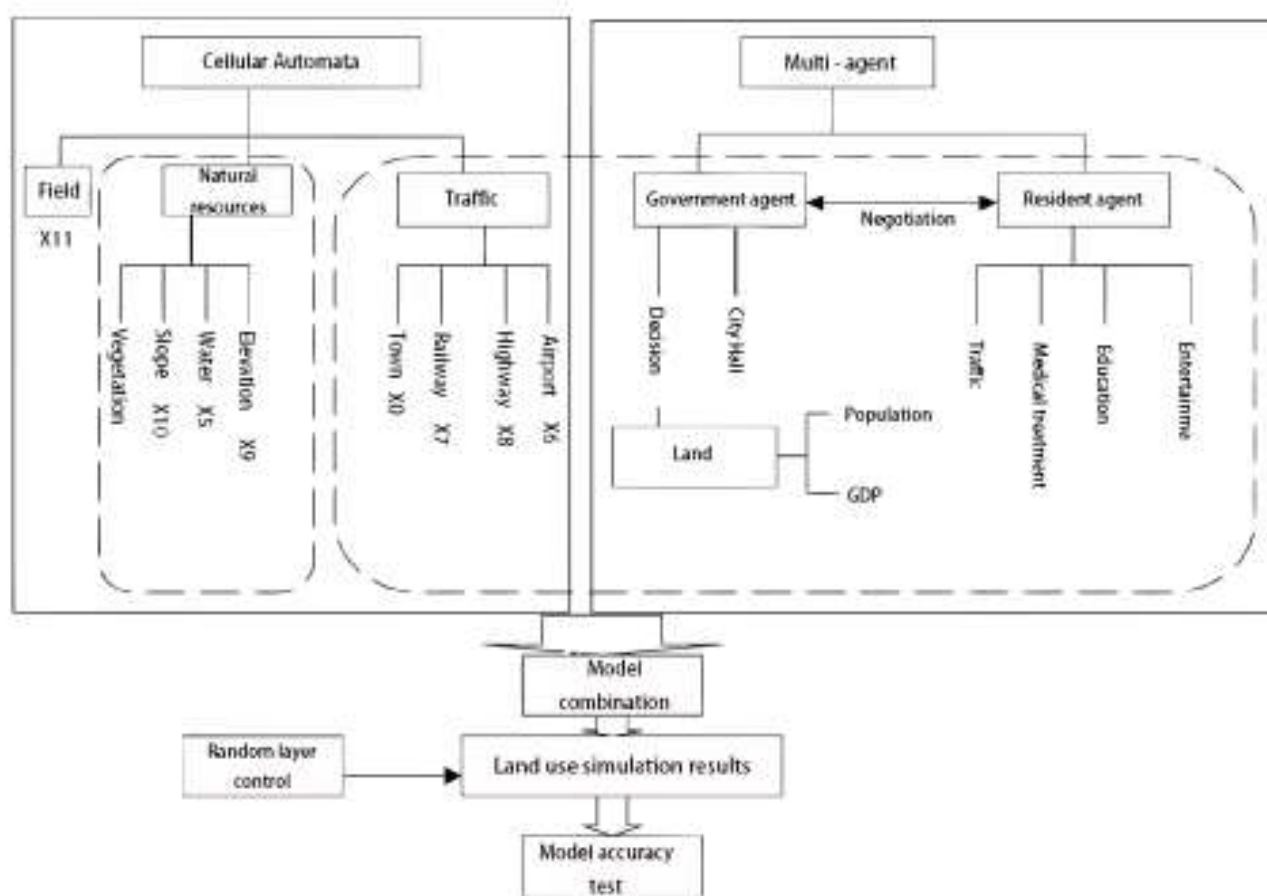 Cellular Automata
Multi - agent
Field
X11
Natural
resources
Traffic
Government agent
Negotiation
Resident agent
Vegetation
Slope X10
Water X5
Elevation X9
Town X0
Railway X7
Highway X8
Airport X6
Decision
City Hall
Traffic
Medical treatment
Education
Entertainme
Land
Population
GDP
Model
combination
Random layer
control
Land use simulation results
Model accuracy
test